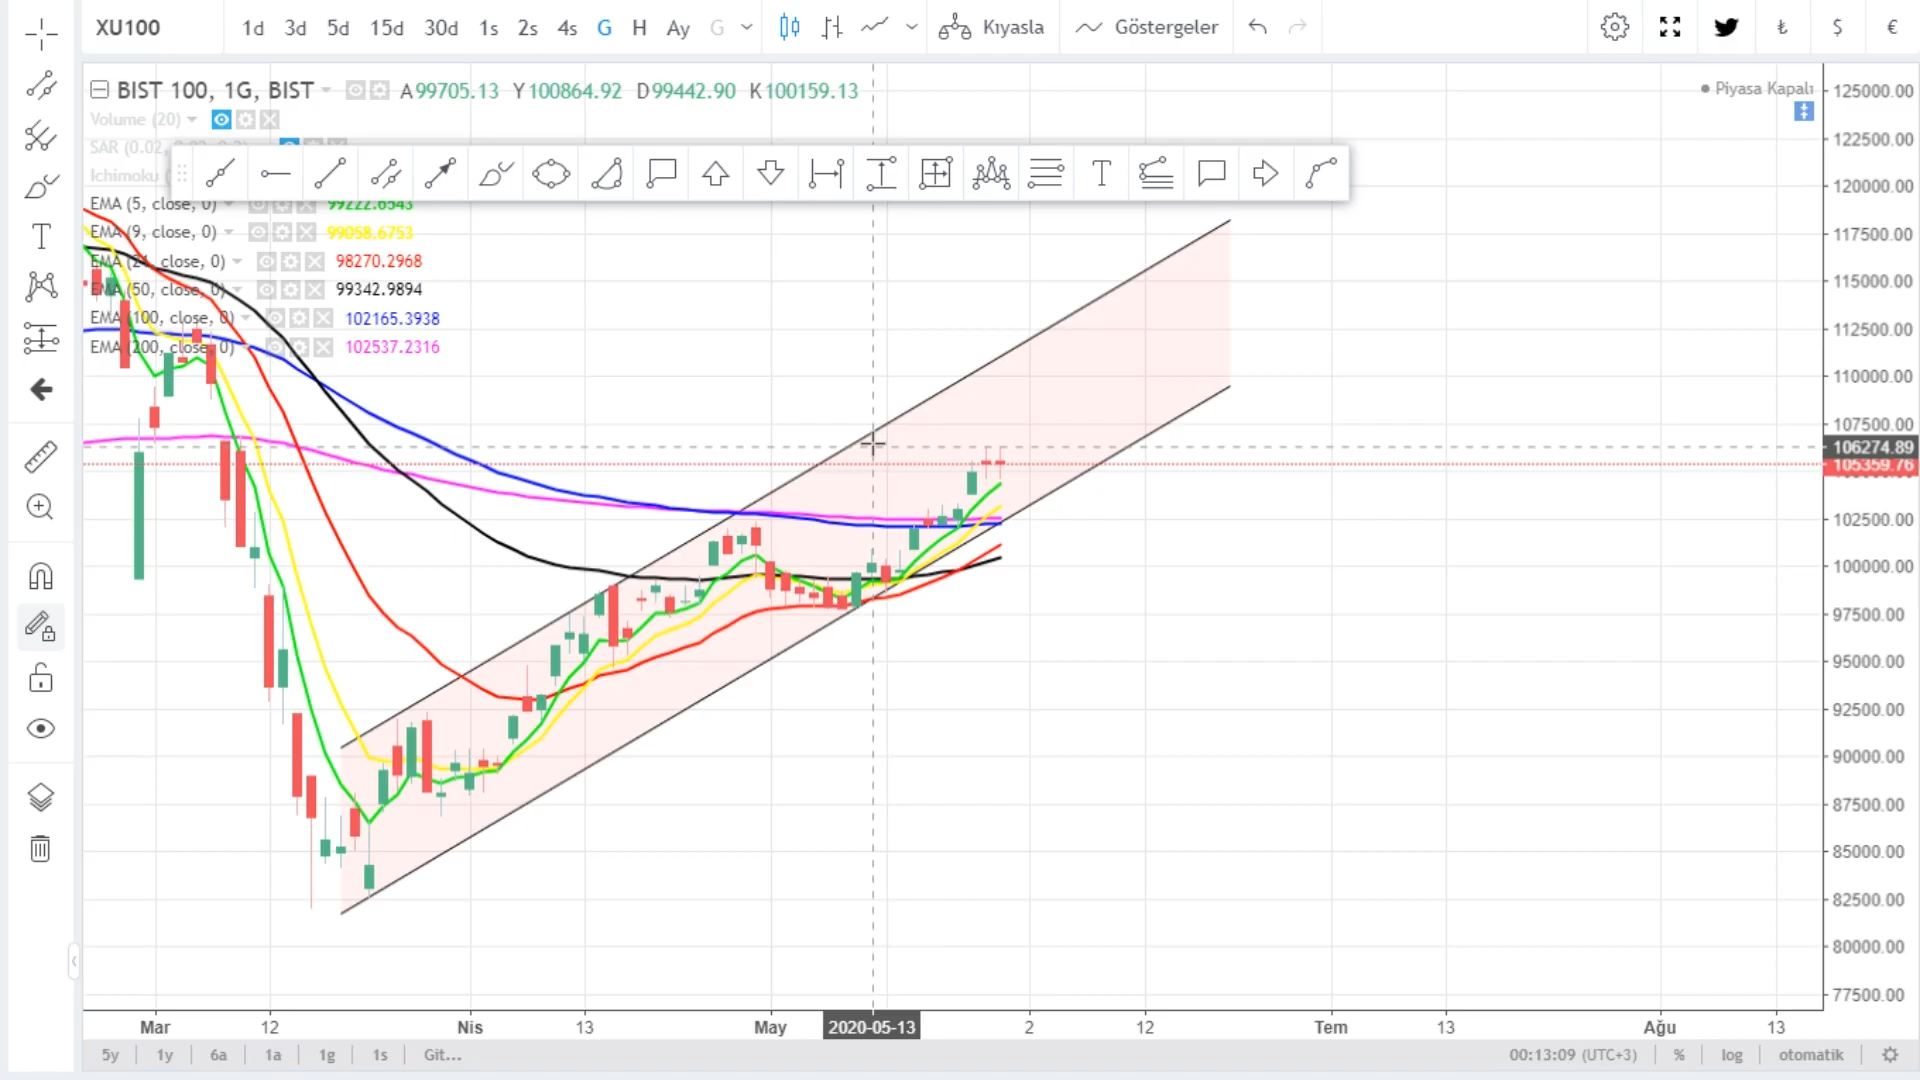 XU100 1d 3d 5d 15d 30d 1s 2s 4s G H Ay G Kıyasla Göstergeler ₺ $ €
BIST 100, 1G, BIST A99705.13 Y100864.92 D99442.90 K100159.13
Piyasa Kapalı
Volume (20)
SAR (0.02,
Ichimoku (
EMA (5, close, 0) 99222.6543
EMA (9, close, 0) 99058.6753
EMA (21, close, 0) 98270.2968
EMA (50, close, 0) 99342.9894
EMA (100, close, 0) 102165.3938
EMA (200, close, 0) 102537.2316
125000.00
122500.00
120000.00
117500.00
115000.00
112500.00
110000.00
107500.00
106274.89
105359.76
102500.00
100000.00
97500.00
95000.00
92500.00
90000.00
87500.00
85000.00
82500.00
80000.00
77500.00
Mar 12 Nis 13 May 2020-05-13 2 12 Tem 13 Ağu 13
5y 1y 6a 1a 1g 1s Git... 00:13:09 (UTC+3) % log otomatik